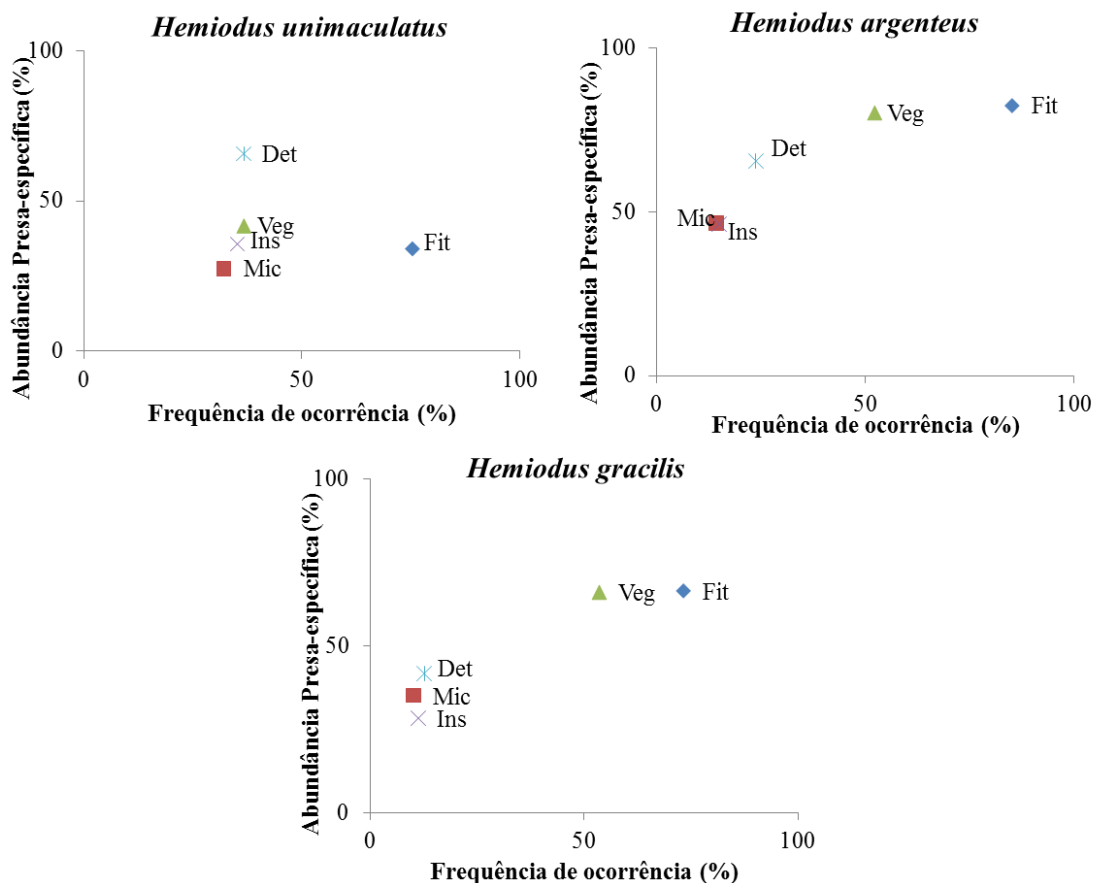 Hemiodus unimaculatus
Abundância Presa-específica (%)
100
50
0
Det
Veg
Ins
Mic
Fit
0
50
100
Frequência de ocorrência (%)
Hemiodus argenteus
Abundância Presa-específica (%)
100
50
0
Fit
Veg
Det
Mic
Ins
0
50
100
Frequência de ocorrência (%)
Hemiodus gracilis
Abundância Presa-específica (%)
100
50
0
Veg
Fit
Det
Mic
Ins
0
50
100
Frequência de ocorrência (%)